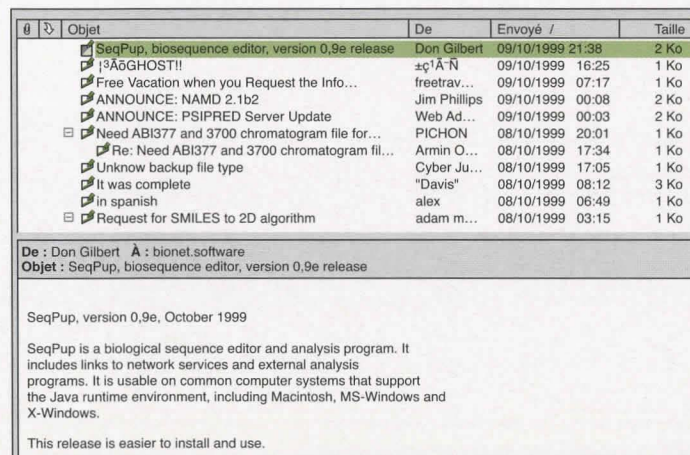 Objet De Envoyé / Taille
SeqPup, biosequence editor, version 0,9e release Don Gilbert 09/10/1999 21:38 2 Ko
¦³ÃõGHOST!! ±ç¹Ã¨Ñ 09/10/1999 16:25 1 Ko
Free Vacation when you Request the Info... freetrav... 09/10/1999 07:17 1 Ko
ANNOUNCE: NAMD 2.1b2 Jim Phillips 09/10/1999 00:08 2 Ko
ANNOUNCE: PSIPRED Server Update Web Ad... 09/10/1999 00:03 2 Ko
Need ABI377 and 3700 chromatogram file for... PICHON 08/10/1999 20:01 1 Ko
Re: Need ABI377 and 3700 chromatogram fil... Armin O... 08/10/1999 17:34 1 Ko
Unknow backup file type Cyber Ju... 08/10/1999 17:05 1 Ko
It was complete "Davis" 08/10/1999 08:12 3 Ko
in spanish alex 08/10/1999 06:49 1 Ko
Request for SMILES to 2D algorithm adam m... 08/10/1999 03:15 1 Ko
De : Don Gilbert À : bionet.software
Objet : SeqPup, biosequence editor, version 0,9e release
SeqPup, version 0,9e, October 1999
SeqPup is a biological sequence editor and analysis program. It
includes links to network services and external analysis
programs. It is usable on common computer systems that support
the Java runtime environment, including Macintosh, MS-Windows and
X-Windows.
This release is easier to install and use.